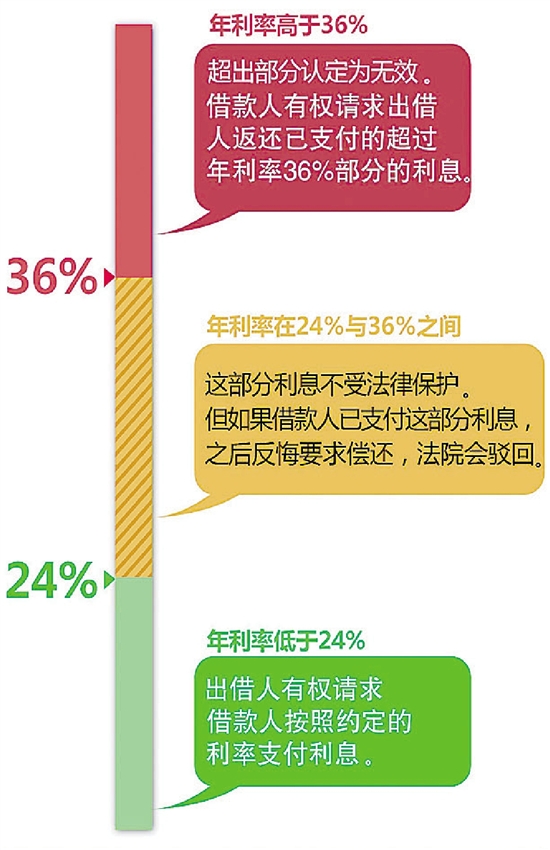 年利率高于36%
超出部分认定为无效。
借款人有权请求出借
人返还已支付的超过
年利率36%部分的利息。
36%
年利率在24%与36%之间
这部分利息不受法律保护。
但如果借款人已支付这部分利息，
之后反悔要求偿还，法院会驳回。
24%
年利率低于24%
出借人有权请求
借款人按照约定的
利率支付利息。